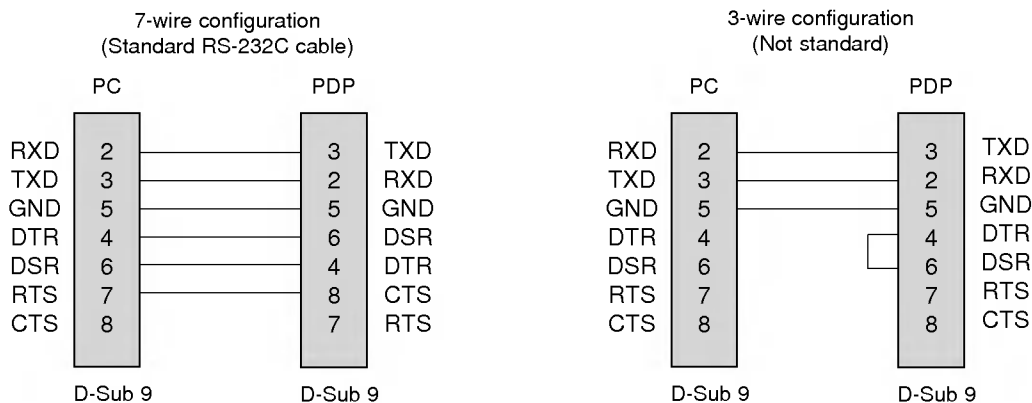 7-wire configuration
(Standard RS-232C cable)
PC PDP
RXD 2 3 TXD
TXD 3 2 RXD
GND 5 5 GND
DTR 4 6 DSR
DSR 6 4 DTR
RTS 7 8 CTS
CTS 8 7 RTS
D-Sub 9 D-Sub 9
3-wire configuration
(Not standard)
PC PDP
RXD 2 3 TXD
TXD 3 2 RXD
GND 5 5 GND
DTR 4 4 DTR
DSR 6 6 DSR
RTS 7 7 RTS
CTS 8 8 CTS
D-Sub 9 D-Sub 9